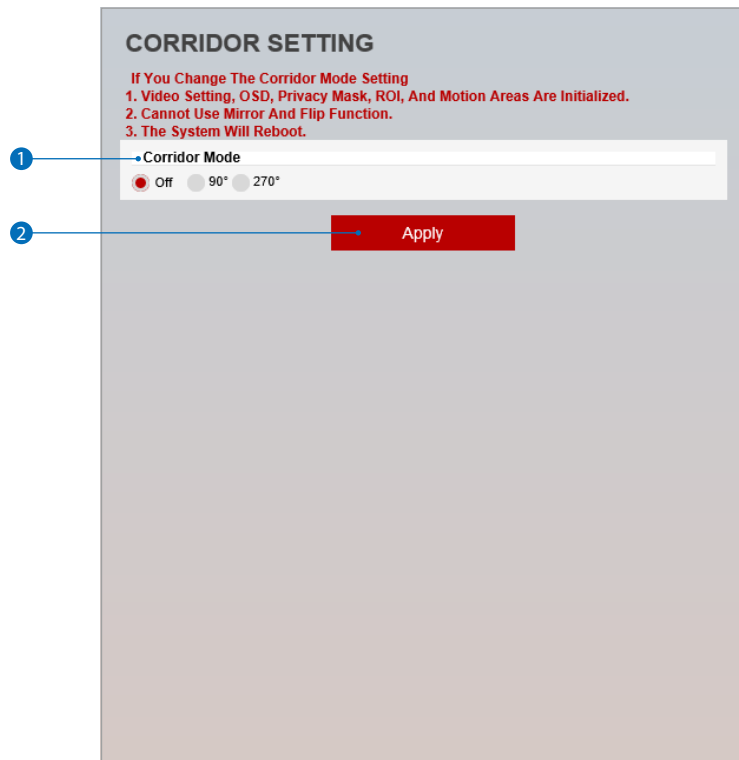 CORRIDOR SETTING
If You Change The Corridor Mode Setting
1. Video Setting, OSD, Privacy Mask, ROI, And Motion Areas Are Initialized.
2. Cannot Use Mirror And Flip Function.
3. The System Will Reboot.
1 Corridor Mode
Off 90° 270°
2 Apply